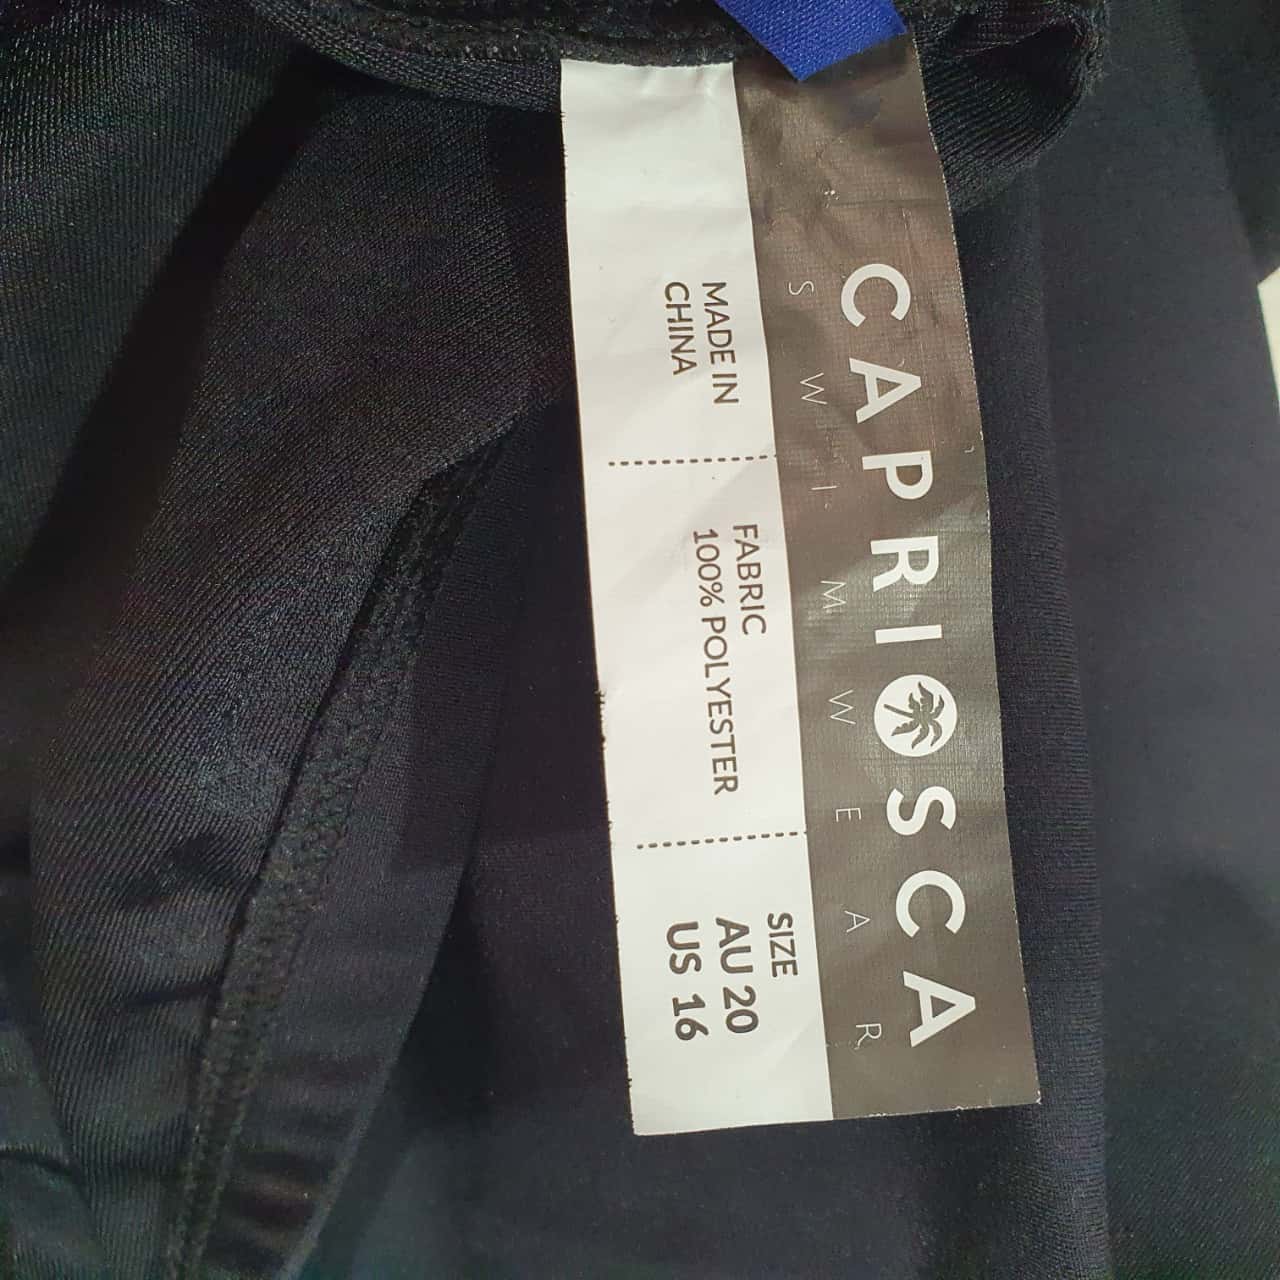 CAPRIOSCA
SWIMWEAR
MADE IN
CHINA
FABRIC
100% POLYESTER
SIZE
AU 20
US 16